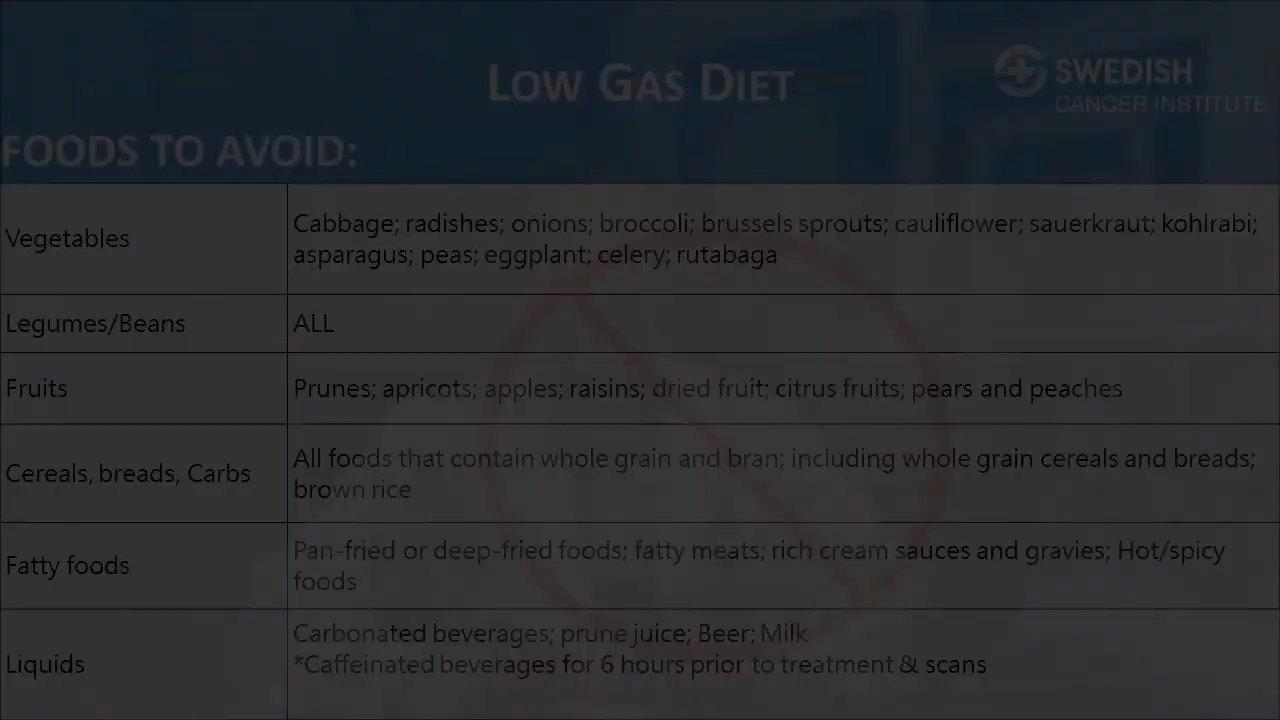 LOW GAS DIET
SWEDISH
CANCER INSTITUTE
FOODS TO AVOID:
Vegetables
Cabbage; radishes; onions; broccoli; brussels sprouts; cauliflower; sauerkraut; kohlrabi;
asparagus; peas; eggplant; celery; rutabaga
Legumes/Beans
ALL
Fruits
Prunes; apricots; apples; raisins; dried fruit; citrus fruits; pears and peaches
Cereals, breads, Carbs
All foods that contain whole grain and bran; including whole grain cereals and breads;
brown rice
Fatty foods
Pan-fried or deep-fried foods; fatty meats; rich cream sauces and gravies; Hot/spicy
foods
Liquids
Carbonated beverages; prune juice; Beer; Milk
*Caffeinated beverages for 6 hours prior to treatment & scans